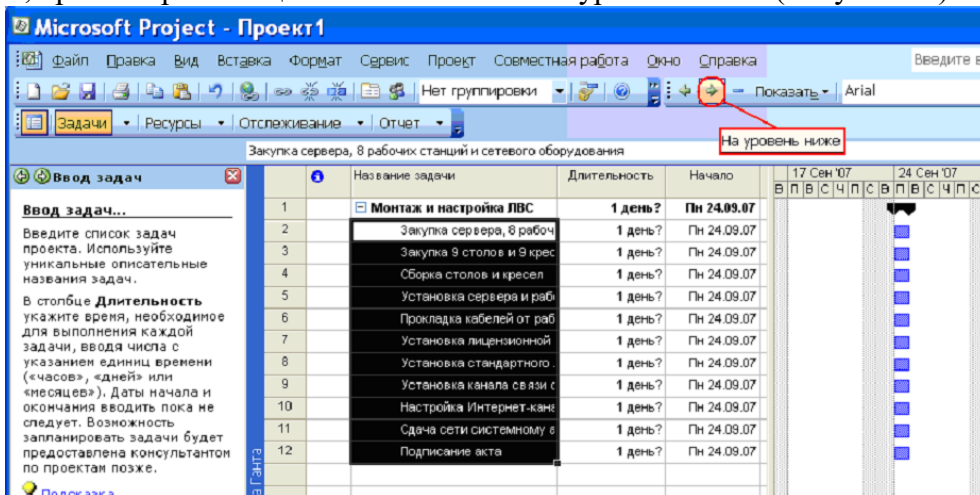 Microsoft Project - Проект1
Файл Правка Вид Вставка Формат Сервис Проект Совместная работа Окно Справка Введите в
Нет группировки Показать Arial
Задачи Ресурсы Отслеживание Отчет
На уровень ниже
Закупка сервера, 8 рабочих станций и сетевого оборудования
Ввод задач
Ввод задач...
Введите список задач
проекта. Используйте
уникальные описательные
названия задач.
В столбце Длительность
укажите время, необходимое
для выполнения каждой
задачи, вводя числа с
указанием единиц времени
(«часов», «дней» или
«месяцев»). Даты начала и
окончания вводить пока не
следует. Возможность
запланировать задачи будет
предоставлена консультантом
по проектам позже.
Подсказка
Название задачи Длительность Начало 17 Сен '07 24 Сен '07
В П В С Ч П С В П В С Ч П С
1 Монтаж и настройка ЛВС 1 день? Пн 24.09.07
2 Закупка сервера, 8 рабоч 1 день? Пн 24.09.07
3 Закупка 9 столов и 9 крес 1 день? Пн 24.09.07
4 Сборка столов и кресел 1 день? Пн 24.09.07
5 Установка сервера и раб 1 день? Пн 24.09.07
6 Прокладка кабелей от раб 1 день? Пн 24.09.07
7 Установка лицензионной 1 день? Пн 24.09.07
8 Установка стандартного 1 день? Пн 24.09.07
9 Установка канала связи с 1 день? Пн 24.09.07
10 Настройка Интернет-кана 1 день? Пн 24.09.07
11 Сдача сети системному а 1 день? Пн 24.09.07
12 Подписание акта 1 день? Пн 24.09.07
а Ганта